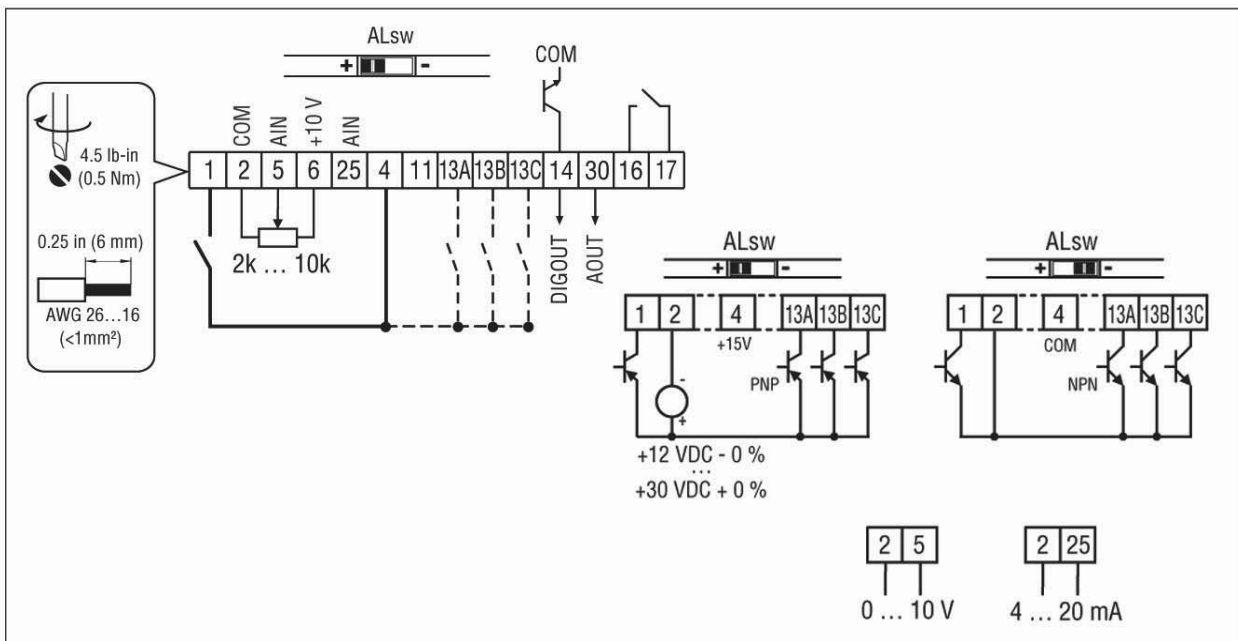 ALsw
+ -
COM
4.5 lb-in
(0.5 Nm)
0.25 in (6 mm)
AWG 26...16
(<1mm²)
COM
AIN
+10 V
AIN
1 2 5 6 25 4 11 13A 13B 13C 14 30 16 17
2k ... 10k
DIGOUT
AOUT
ALsw
+ -
1 2 4 13A 13B 13C
+15V
PNP
-
+
+12 VDC - 0 %
...
+30 VDC + 0 %
ALsw
+ -
1 2 4 13A 13B 13C
COM
NPN
2 5
0 ... 10 V
2 25
4 ... 20 mA